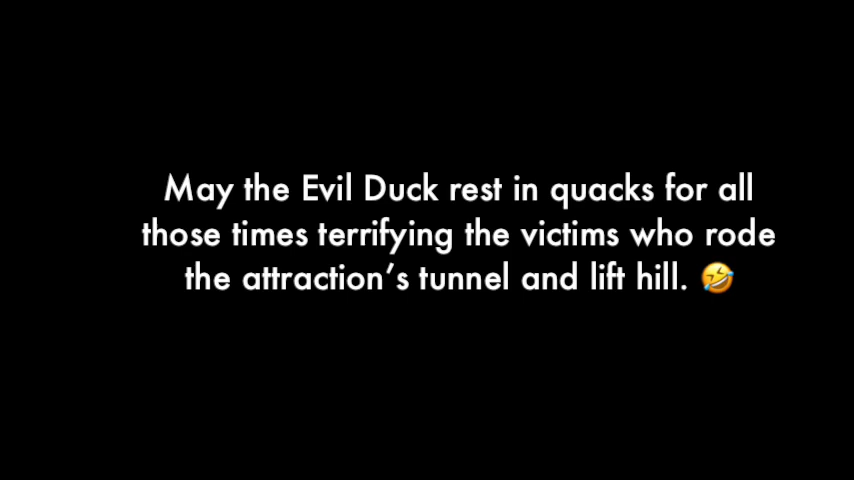 May the Evil Duck rest in quacks for all
those times terrifying the victims who rode
the attraction’s tunnel and lift hill. 🤣